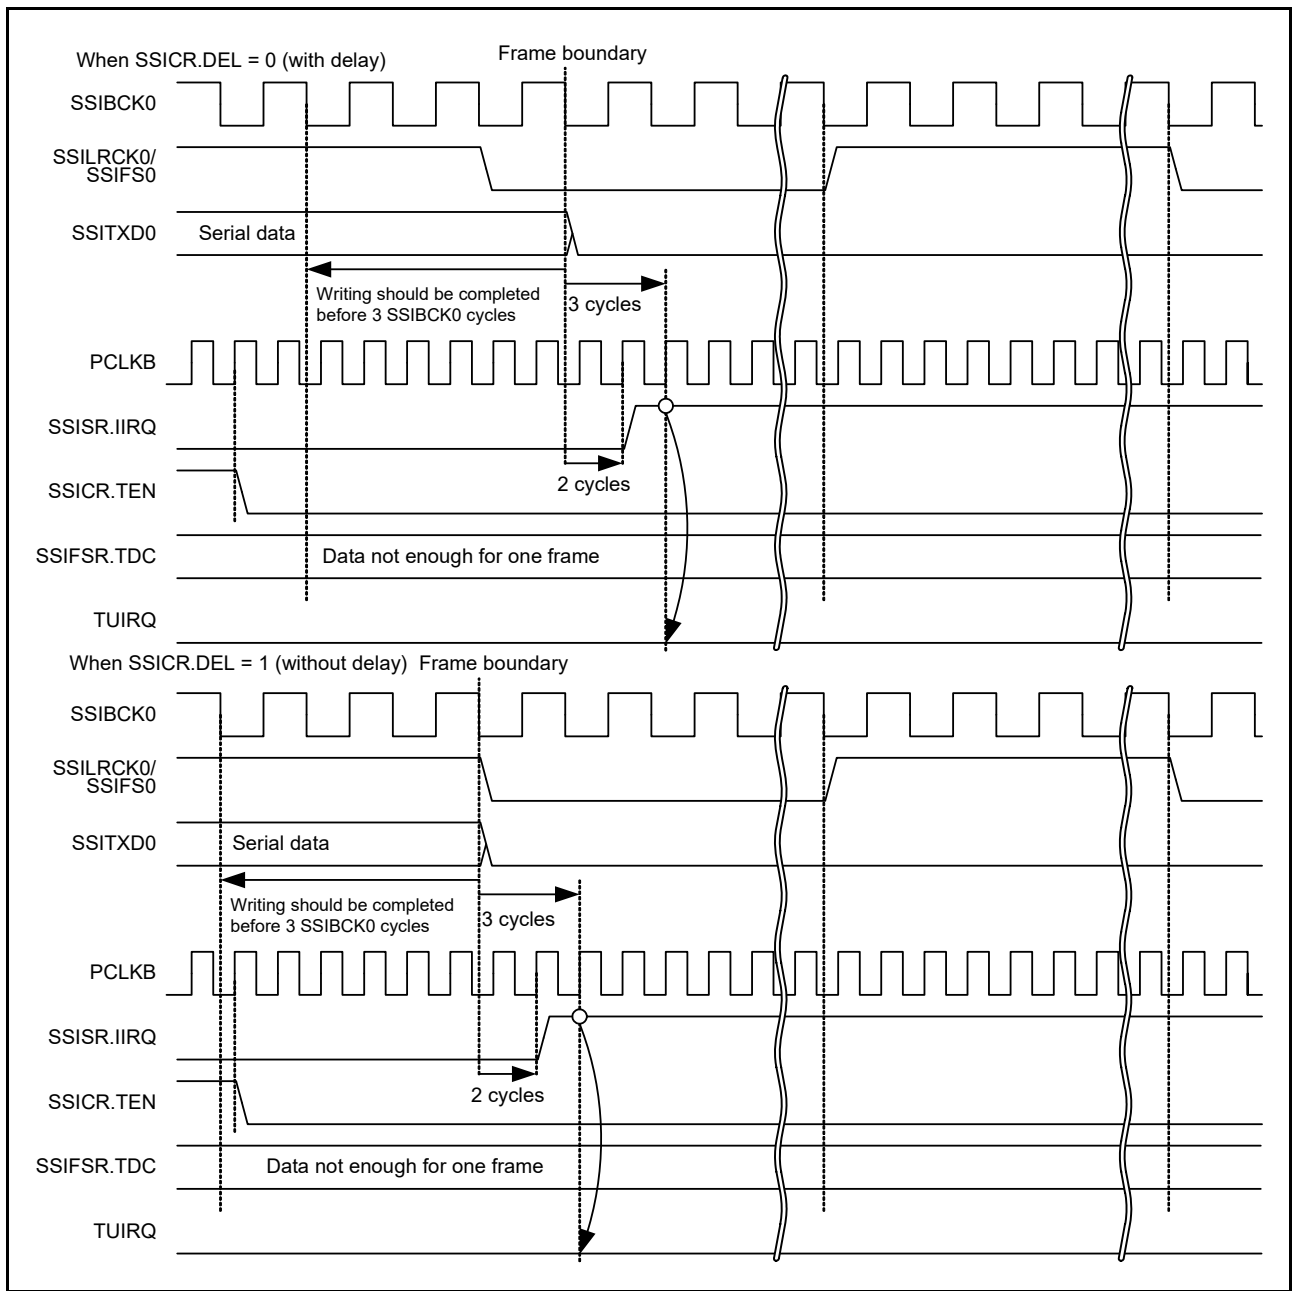 When SSICR.DEL = 0 (with delay)
Frame boundary
SSIBCK0
SSILRCK0/
SSIFS0
SSITXD0
Serial data
Writing should be completed
before 3 SSIBCK0 cycles
3 cycles
PCLKB
SSISR.IIRQ
2 cycles
SSICR.TEN
SSIFSR.TDC
Data not enough for one frame
TUIRQ
When SSICR.DEL = 1 (without delay)
Frame boundary
SSIBCK0
SSILRCK0/
SSIFS0
SSITXD0
Serial data
Writing should be completed
before 3 SSIBCK0 cycles
3 cycles
PCLKB
SSISR.IIRQ
2 cycles
SSICR.TEN
SSIFSR.TDC
Data not enough for one frame
TUIRQ